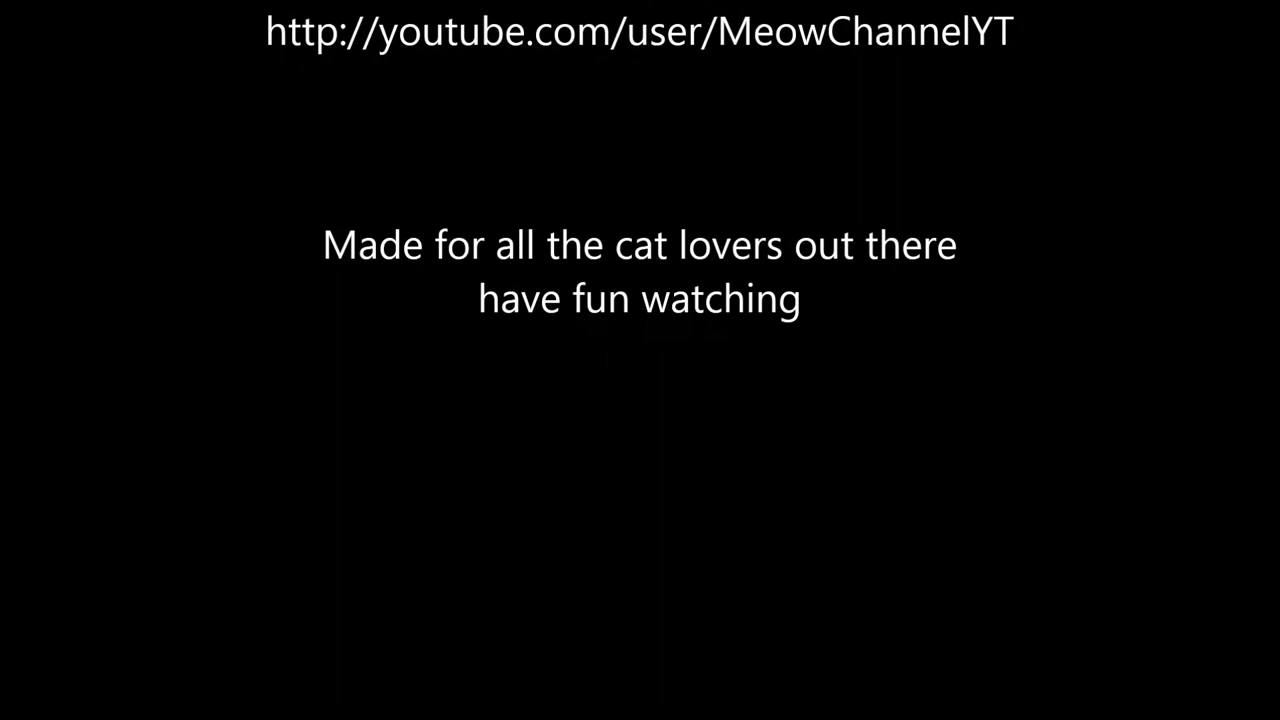 http://youtube.com/user/MeowChannelYT
Made for all the cat lovers out there
have fun watching